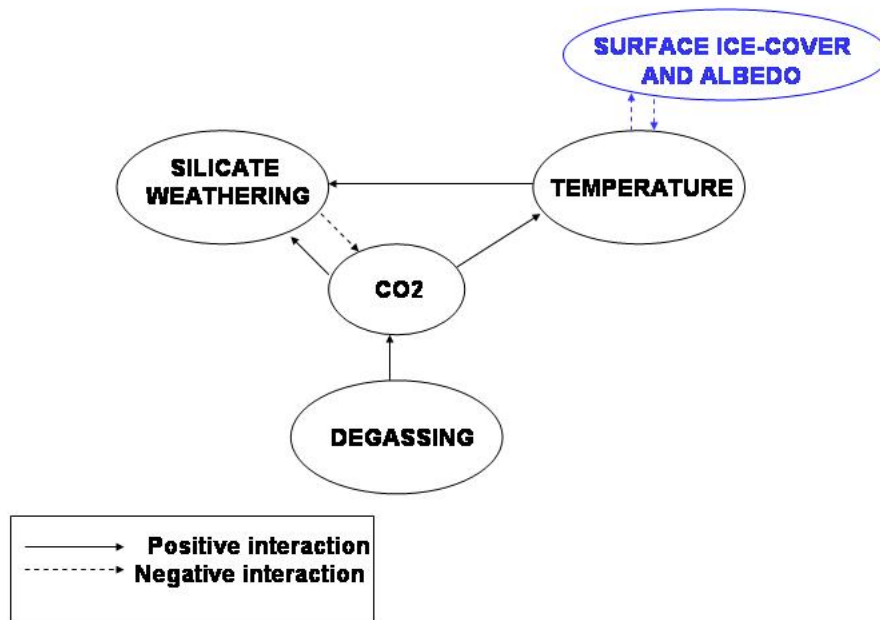 SURFACE ICE-COVER
AND ALBEDO
SILICATE
WEATHERING
TEMPERATURE
CO2
DEGASSING
Positive interaction
Negative interaction